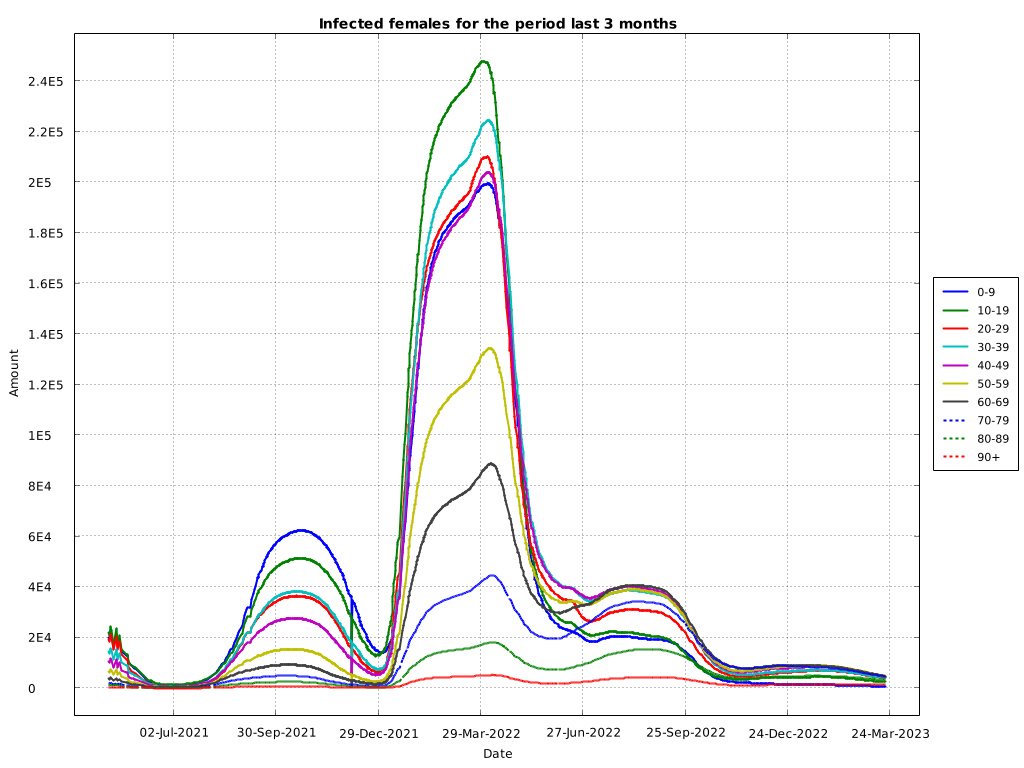 Infected females for the period last 3 months
2.4E5
2.2E5
2E5
1.8E5
1.6E5
1.4E5
1.2E5
1E5
8E4
6E4
4E4
2E4
0
Amount
02-Jul-2021 30-Sep-2021 29-Dec-2021 29-Mar-2022 27-Jun-2022 25-Sep-2022 24-Dec-2022 24-Mar-2023
Date
0-9
10-19
20-29
30-39
40-49
50-59
60-69
70-79
80-89
90+